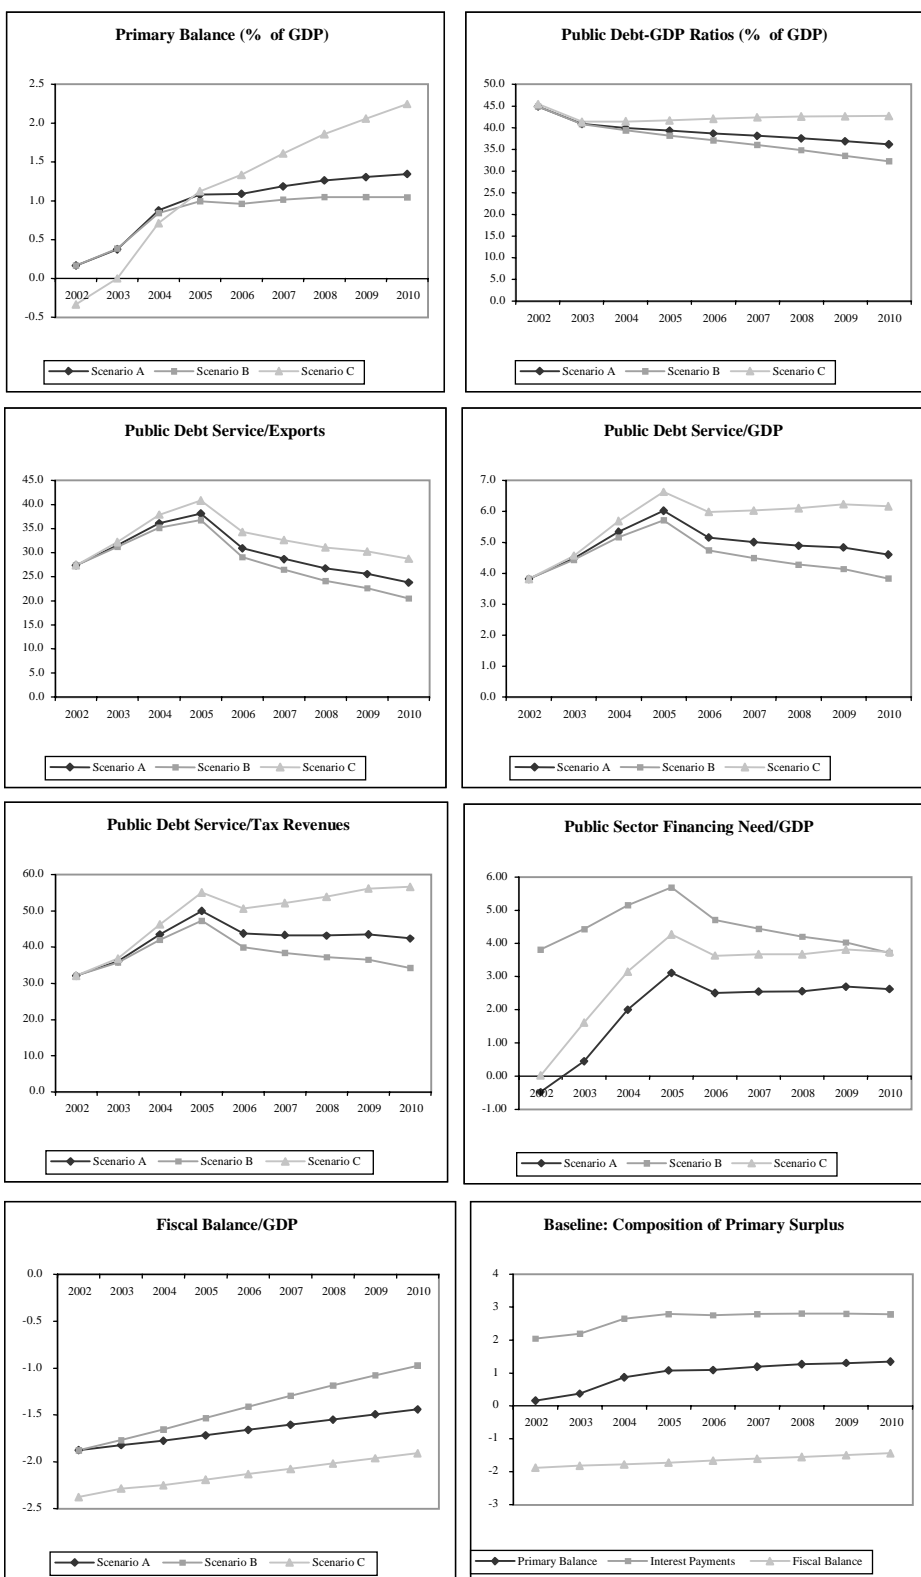 Primary Balance (% of GDP)
2.5
2.0
1.5
1.0
0.5
0.0
-0.5
2002 2003 2004 2005 2006 2007 2008 2009 2010
Scenario A Scenario B Scenario C
Public Debt-GDP Ratios (% of GDP)
50.0
45.0
40.0
35.0
30.0
25.0
20.0
15.0
10.0
5.0
0.0
2002 2003 2004 2005 2006 2007 2008 2009 2010
Scenario A Scenario B Scenario C
Public Debt Service/Exports
45.0
40.0
35.0
30.0
25.0
20.0
15.0
10.0
5.0
0.0
2002 2003 2004 2005 2006 2007 2008 2009 2010
Scenario A Scenario B Scenario C
Public Debt Service/GDP
7.0
6.0
5.0
4.0
3.0
2.0
1.0
0.0
2002 2003 2004 2005 2006 2007 2008 2009 2010
Scenario A Scenario B Scenario C
Public Debt Service/Tax Revenues
60.0
50.0
40.0
30.0
20.0
10.0
0.0
2002 2003 2004 2005 2006 2007 2008 2009 2010
Scenario A Scenario B Scenario C
Public Sector Financing Need/GDP
6.00
5.00
4.00
3.00
2.00
1.00
0.00
-1.00
2002 2003 2004 2005 2006 2007 2008 2009 2010
Scenario A Scenario B Scenario C
Fiscal Balance/GDP
0.0
-0.5
-1.0
-1.5
-2.0
-2.5
2002 2003 2004 2005 2006 2007 2008 2009 2010
Scenario A Scenario B Scenario C
Baseline: Composition of Primary Surplus
4
3
2
1
0
-1
-2
-3
2002 2003 2004 2005 2006 2007 2008 2009 2010
Primary Balance Interest Payments Fiscal Balance